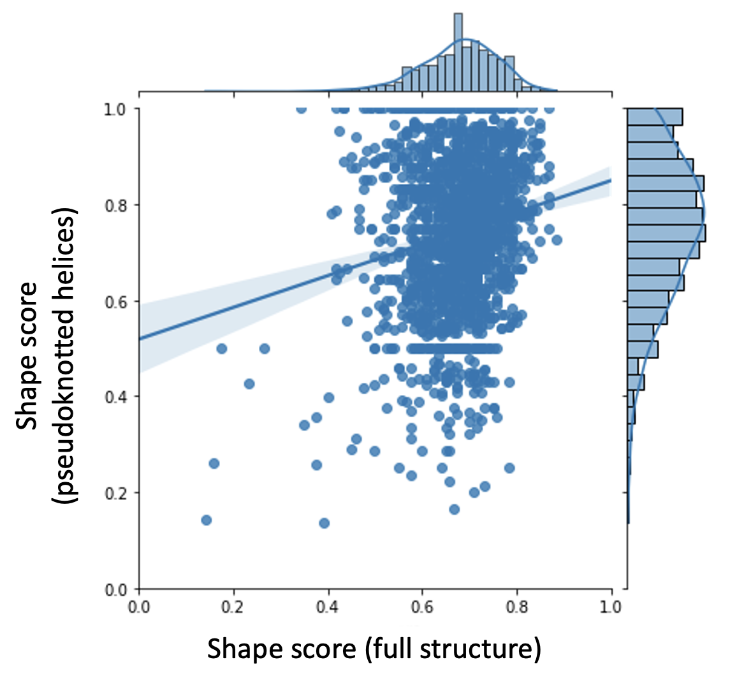 1.0
0.8
0.6
0.4
0.2
0.0
0.0 0.2 0.4 0.6 0.8 1.0
Shape score
(pseudoknotted helices)
Shape score (full structure)